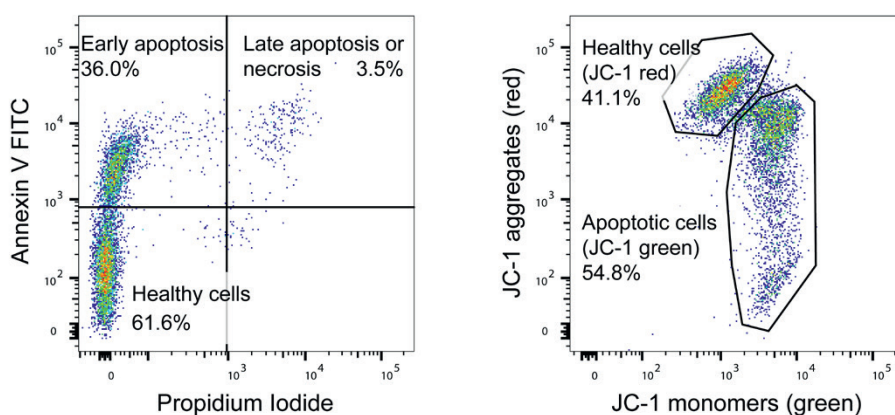 Early apoptosis
36.0%
Late apoptosis or
necrosis 3.5%
Healthy cells
61.6%
Annexin V FITC
10⁵
10⁴
10³
10²
0
0
10³
10⁴
10⁵
Propidium Iodide
Healthy cells
(JC-1 red)
41.1%
Apoptotic cells
(JC-1 green)
54.8%
JC-1 aggregates (red)
10⁵
10⁴
10³
10²
0
0
10²
10³
10⁴
10⁵
JC-1 monomers (green)